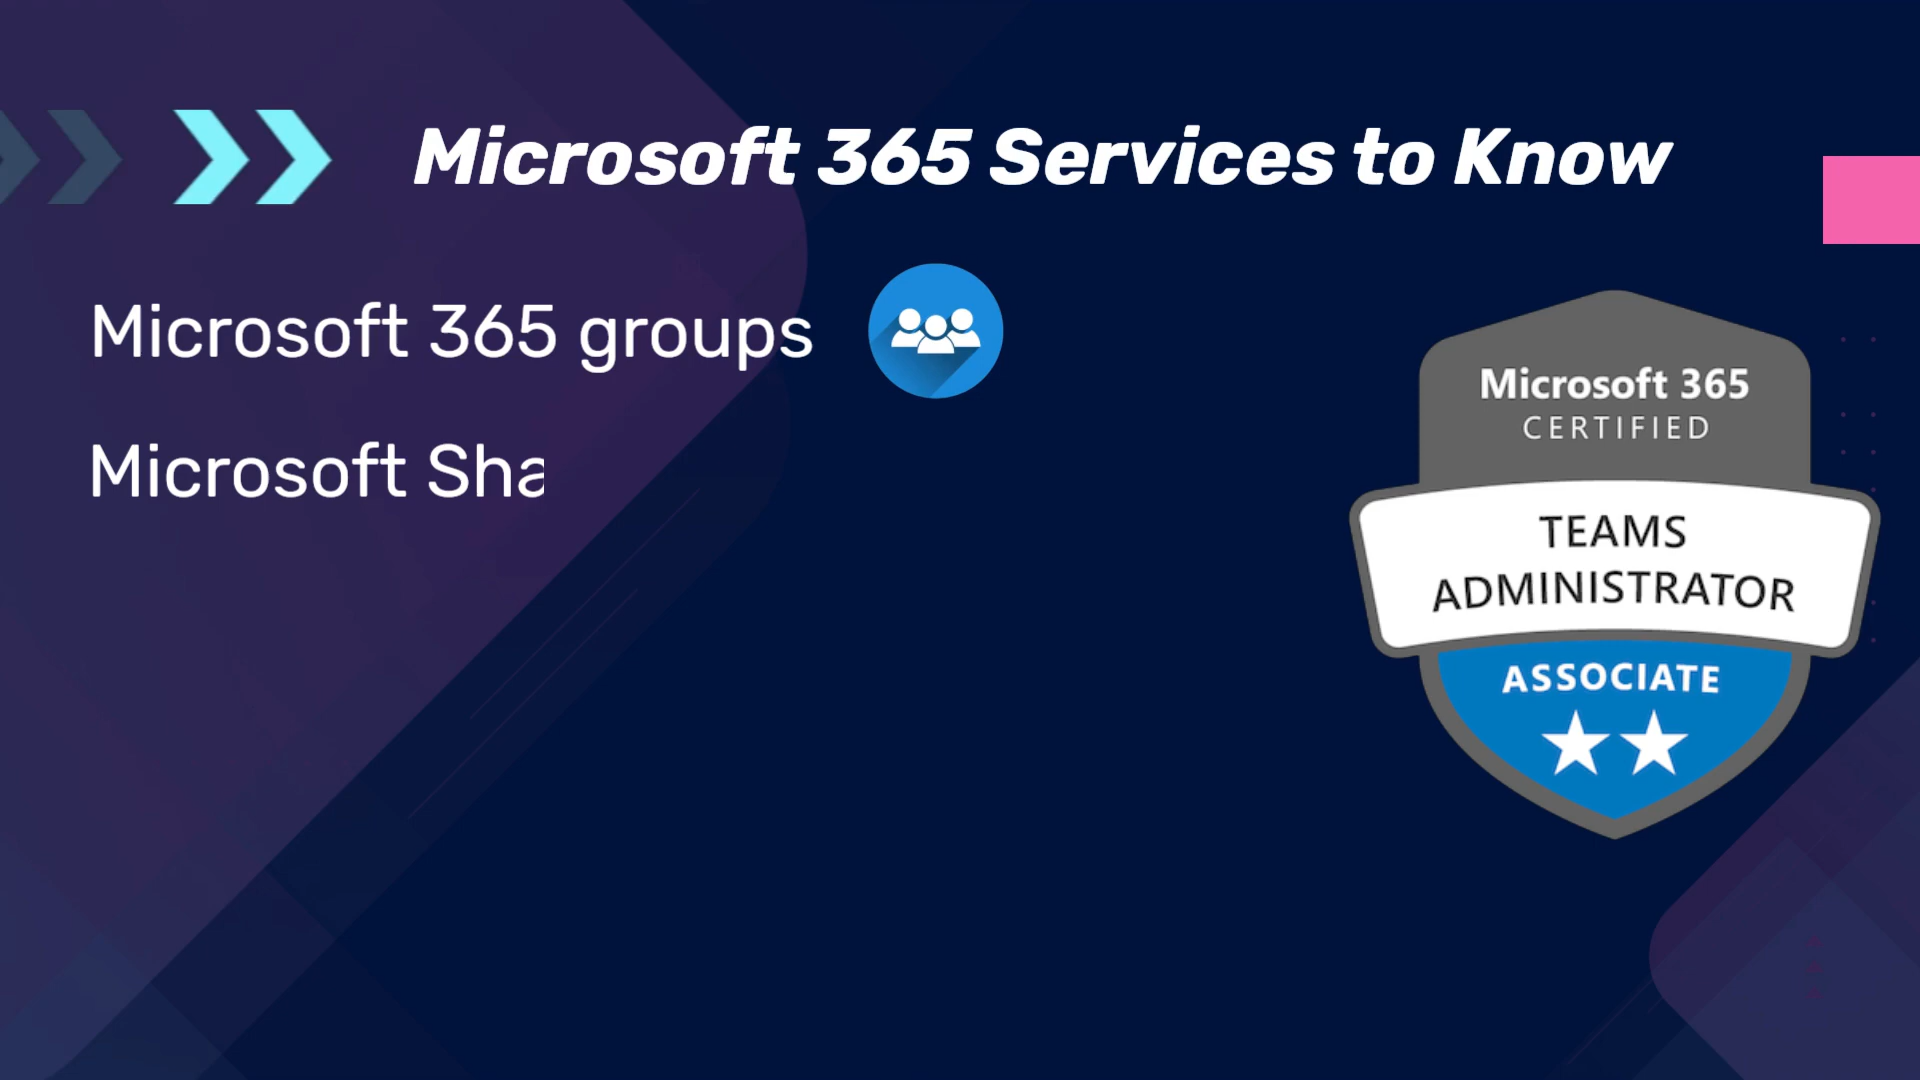 Microsoft 365 Services to Know
Microsoft 365 groups
Microsoft Sha
Microsoft 365
CERTIFIED
TEAMS
ADMINISTRATOR
ASSOCIATE